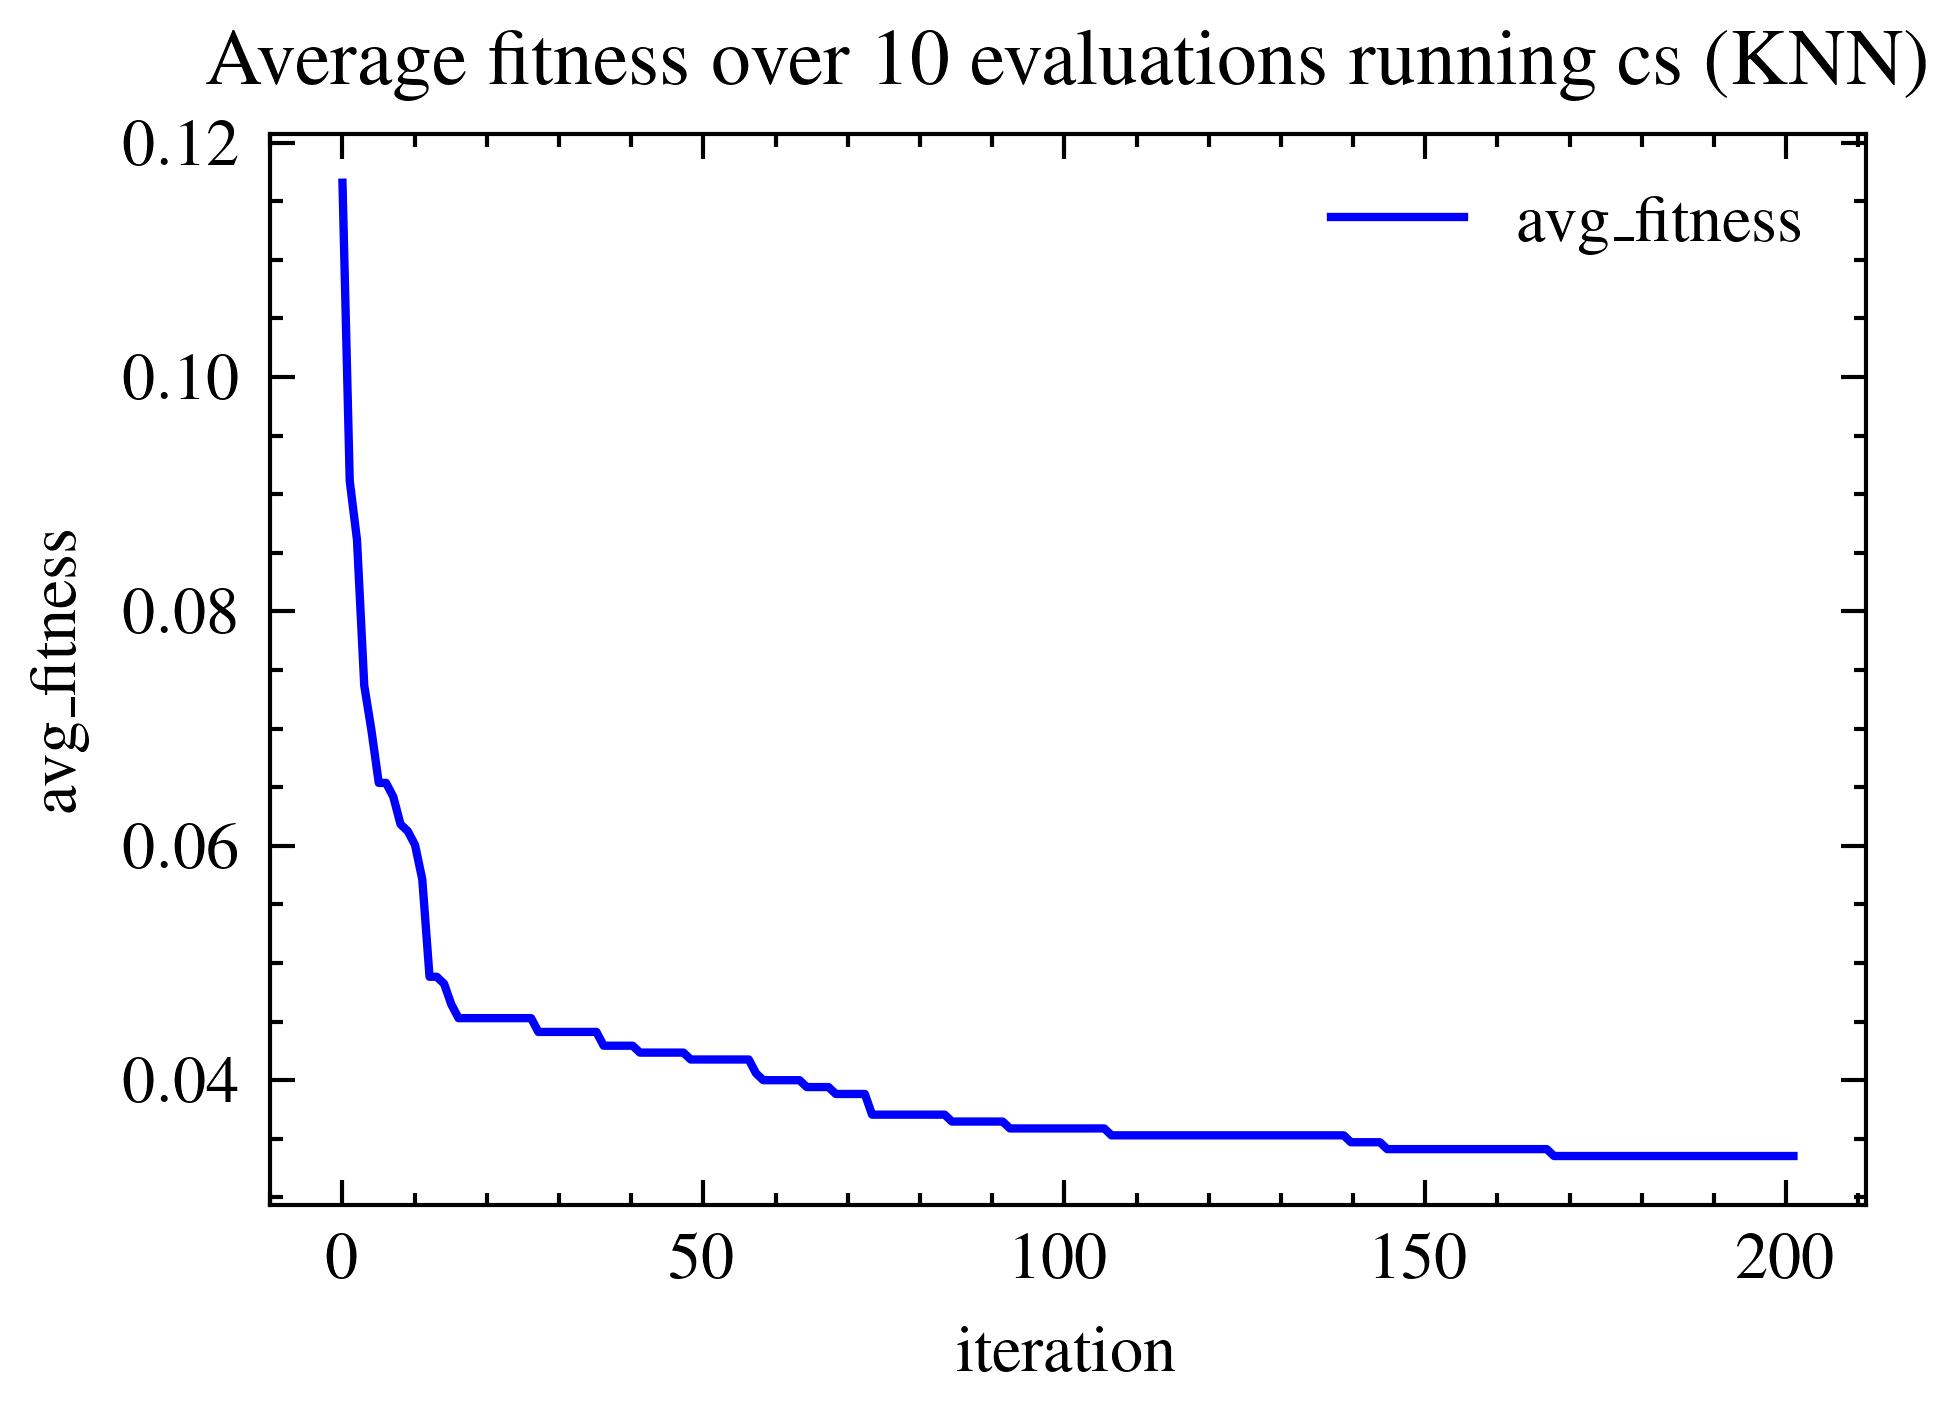 Average fitness over 10 evaluations running cs (KNN)
0.12
avg_fitness
0.10
0.08
avg_fitness
0.06
0.04
0 50 100 150 200
iteration